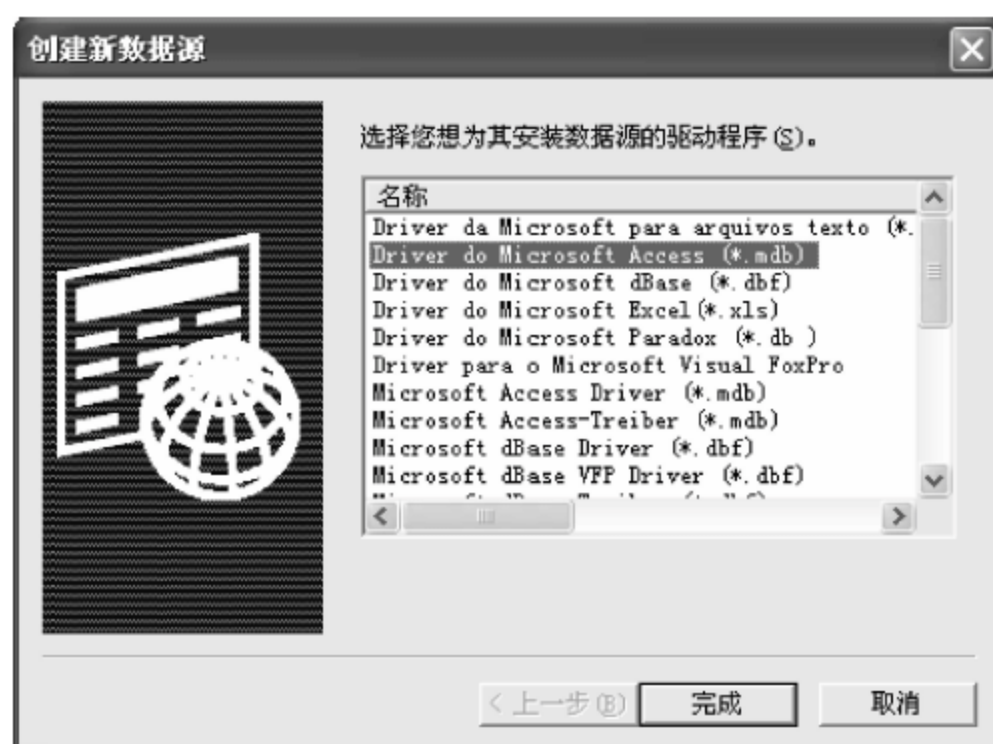 创建新数据源
选择您想为其安装数据源的驱动程序(S)。
名称
Driver da Microsoft para arquivos texto (*.
Driver do Microsoft Access (*.mdb)
Driver do Microsoft dBase (*.dbf)
Driver do Microsoft Excel(*.xls)
Driver do Microsoft Paradox (*.db )
Driver para o Microsoft Visual FoxPro
Microsoft Access Driver (*.mdb)
Microsoft Access-Treiber (*.mdb)
Microsoft dBase Driver (*.dbf)
Microsoft dBase VFP Driver (*.dbf)
< 上一步(B)
完成
取消